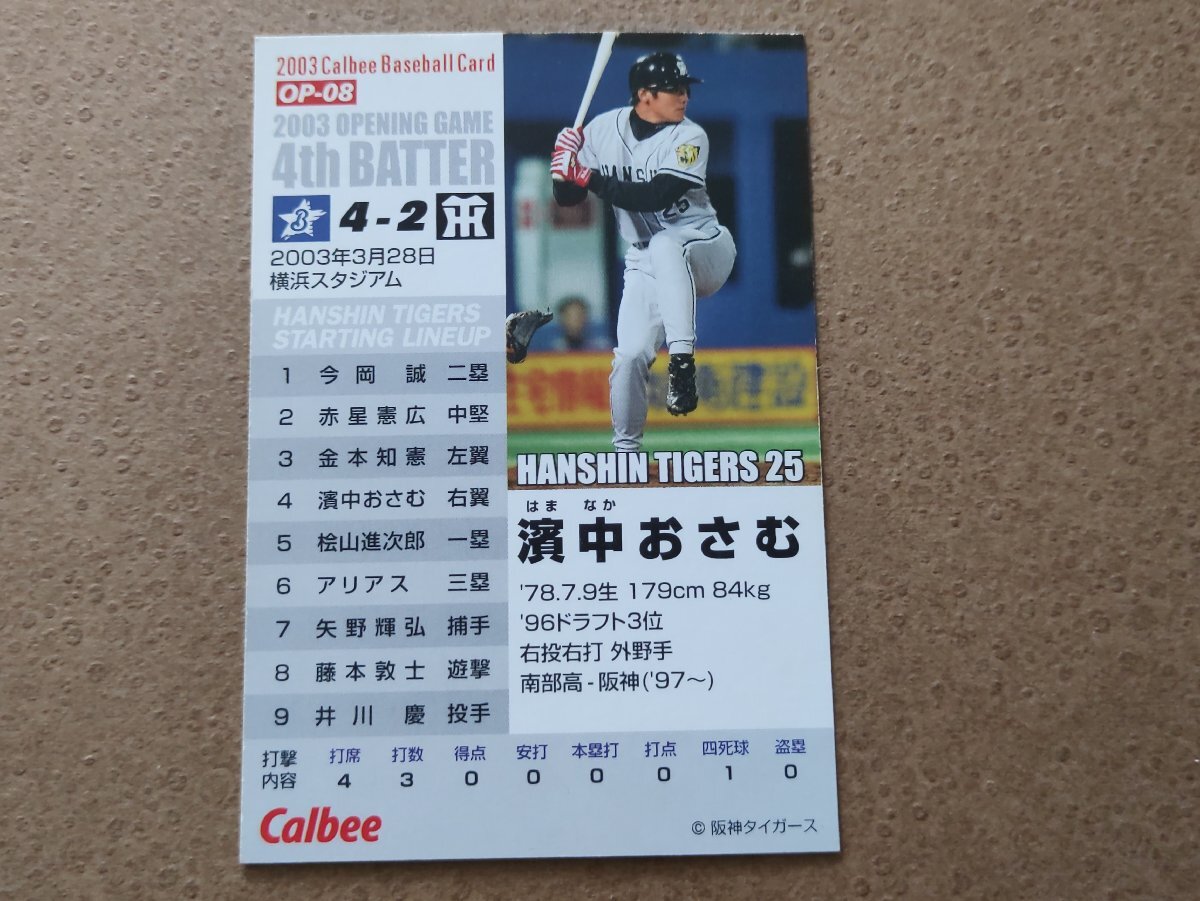 2003 Calbee Baseball Card
OP-08
2003 OPENING GAME
4th BATTER
4-2
2003年3月28日
横浜スタジアム
HANSHIN TIGERS
STARTING LINEUP
1 今岡 誠 二塁
2 赤星憲広 中堅
3 金本知憲 左翼
4 濱中おさむ 右翼
5 桧山進次郎 一塁
6 アリアス 三塁
7 矢野輝弘 捕手
8 藤本敦士 遊撃
9 井川 慶 投手
25
HANSHIN TIGERS 25
はま なか
濱中おさむ
'78.7.9生 179cm 84kg
'96ドラフト3位
右投右打 外野手
南部高-阪神('97～)
打撃内容 打席 打数 得点 安打 本塁打 打点 四死球 盗塁
4 3 0 0 0 0 1 0
Calbee
© 阪神タイガース